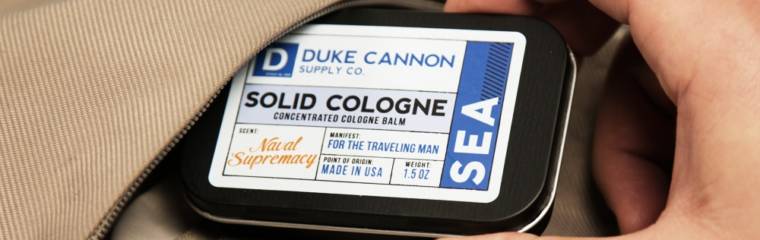 D
DUKE CANNON
SUPPLY CO.
SOLID COLOGNE
CONCENTRATED COLOGNE BALM
SCENT:
Naval
Supremacy
MANIFEST:
FOR THE TRAVELING MAN
POINT OF ORIGIN:
MADE IN USA
WEIGHT:
1.5 OZ
SEA